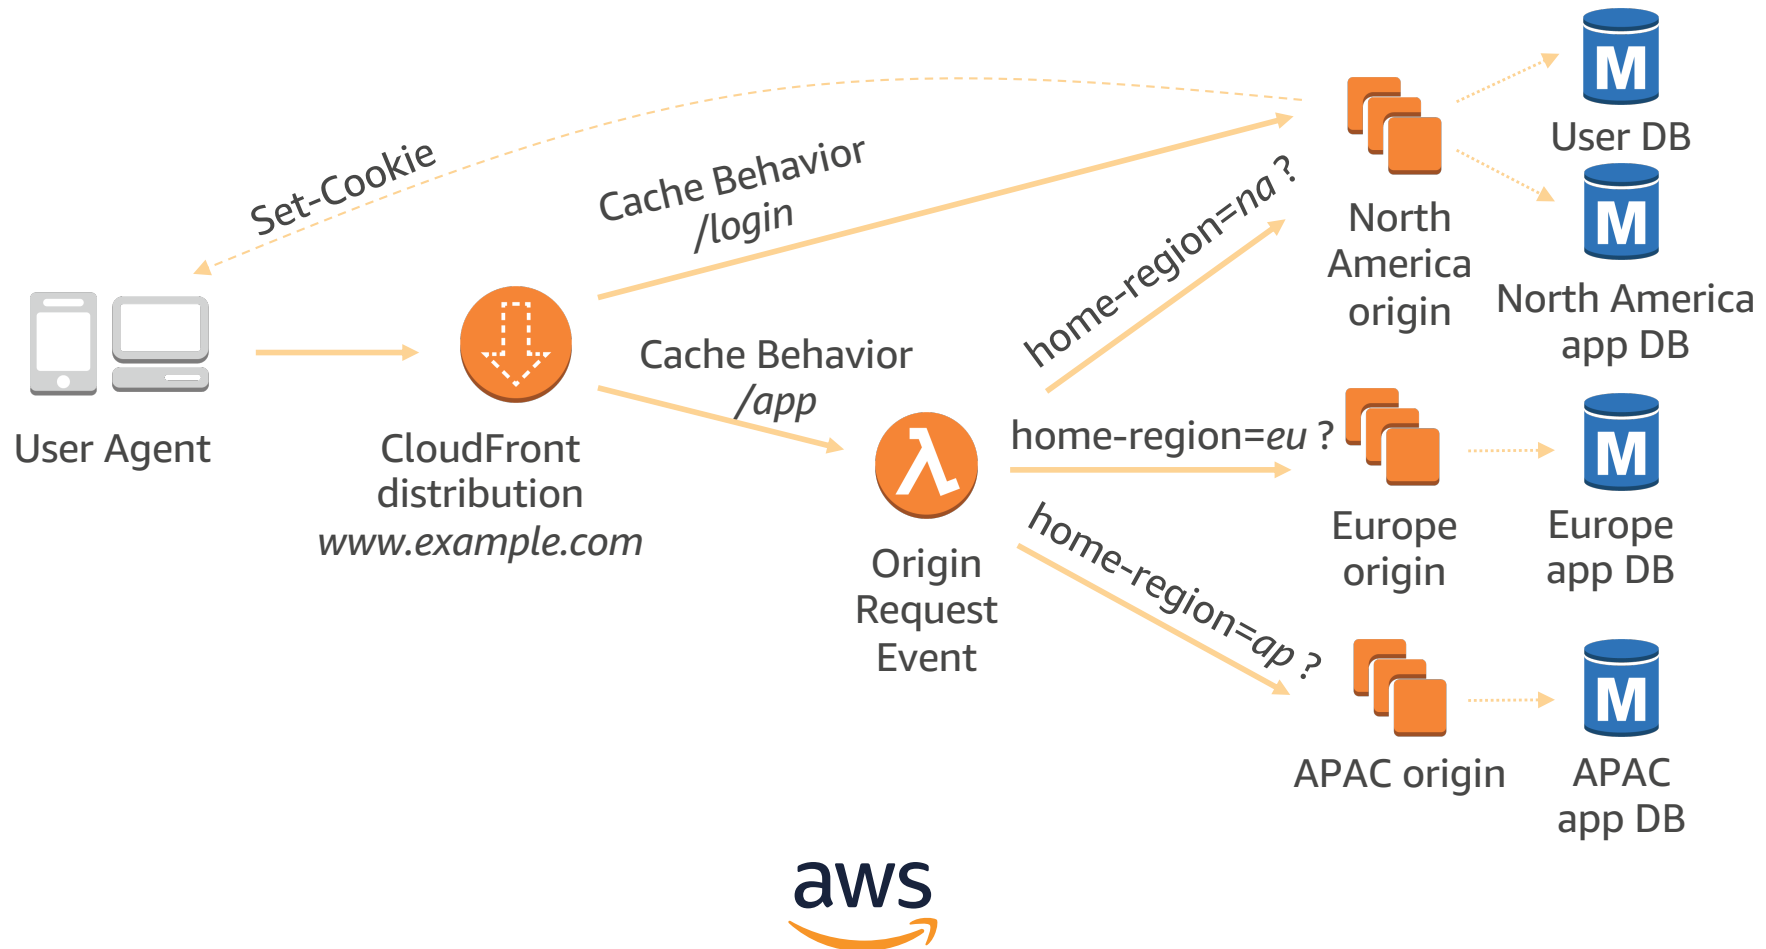 Set-Cookie
Cache Behavior
/login
home-region=na ?
Cache Behavior
/app
home-region=eu ?
home-region=ap ?
User Agent
CloudFront
distribution
www.example.com
Origin
Request
Event
North
America
origin
M
User DB
M
North America
app DB
Europe
origin
M
Europe
app DB
APAC origin
M
APAC
app DB
aws